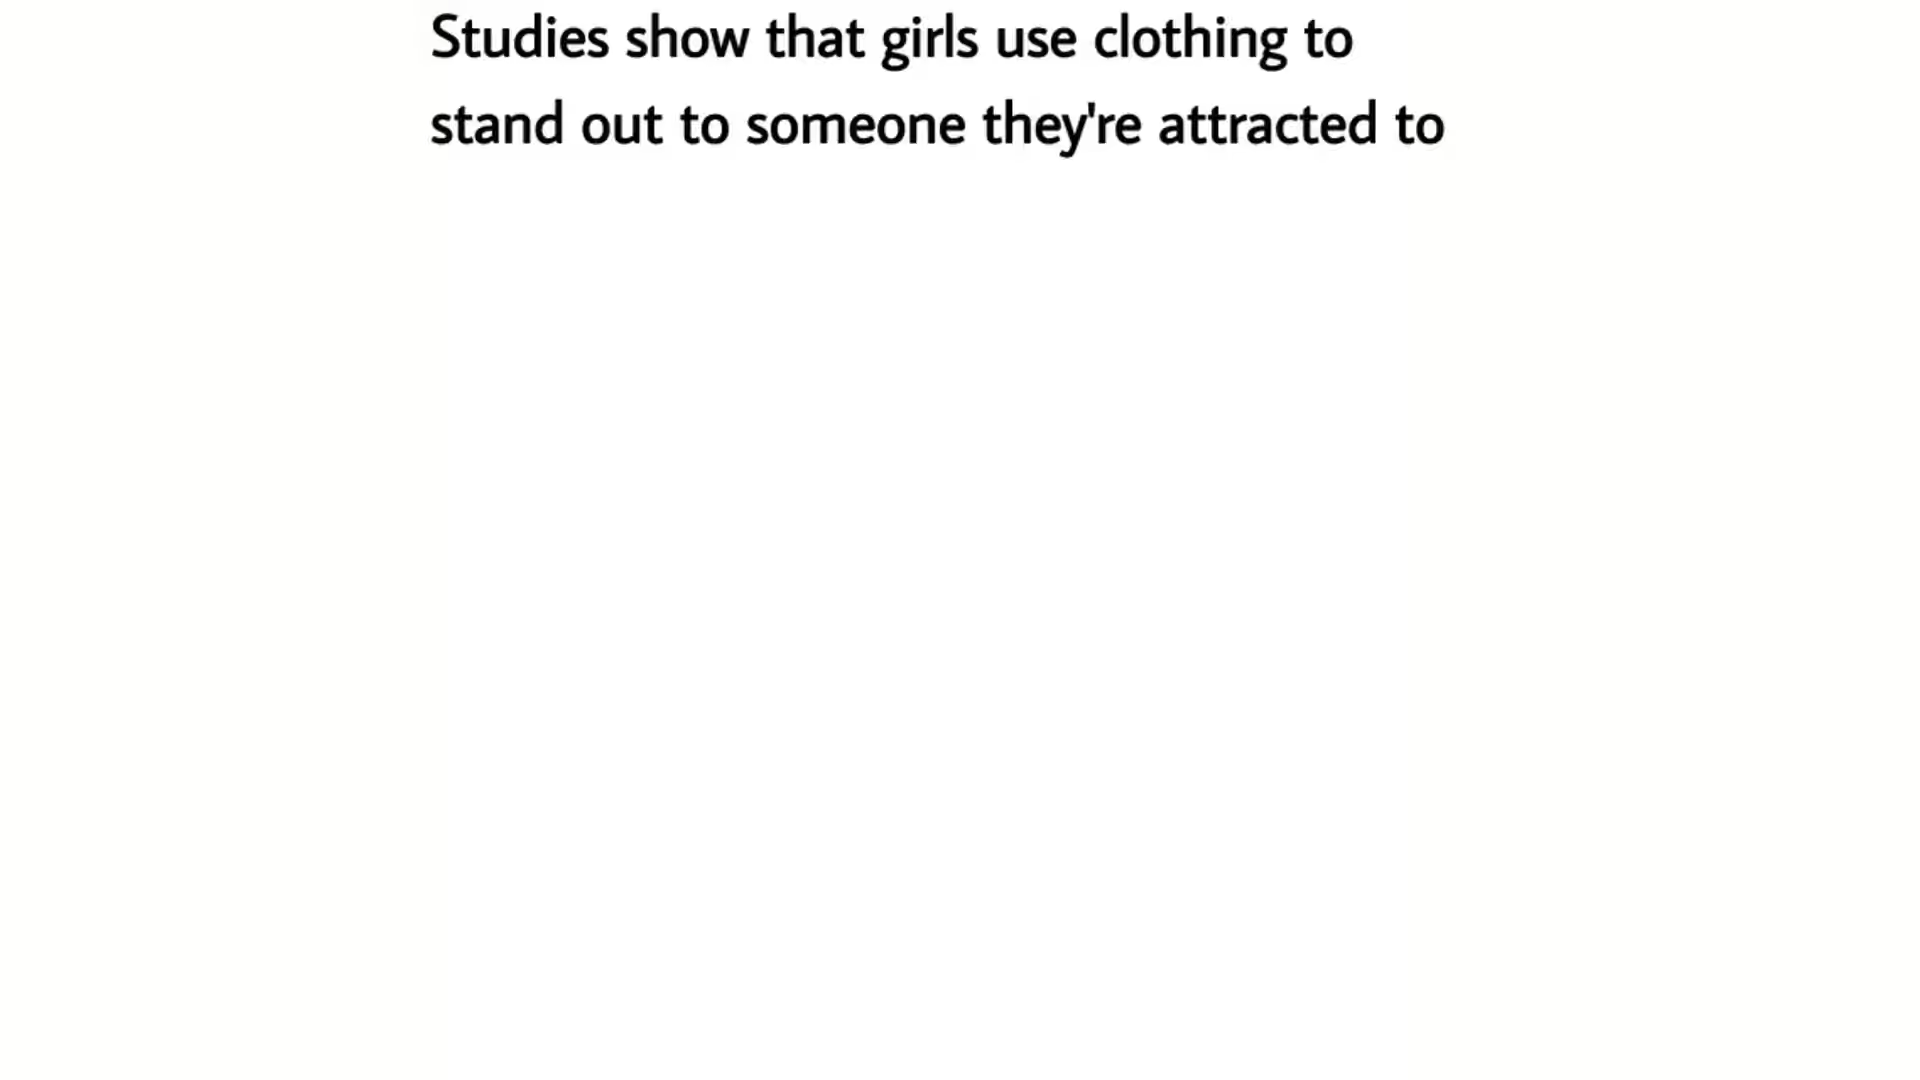 Studies show that girls use clothing to
stand out to someone they're attracted to